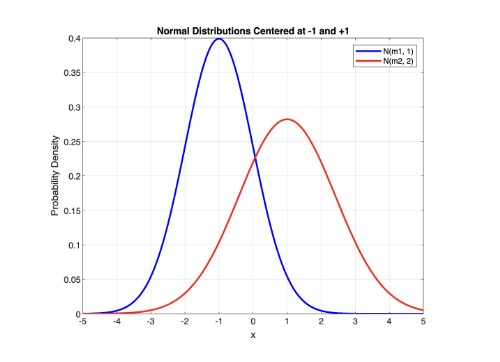 Normal Distributions Centered at -1 and +1
N(m1, 1)
N(m2, 2)
Probability Density
0.4
0.35
0.3
0.25
0.2
0.15
0.1
0.05
0
-5 -4 -3 -2 -1 0 1 2 3 4 5
x